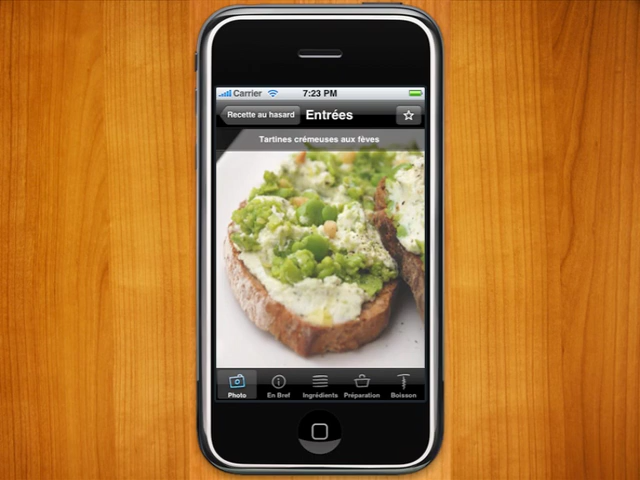 Carrier 7:23 PM
Recette au hasard Entrées
Tartines crémeuses aux fèves
Photo En Bref Ingrédients Préparation Boisson